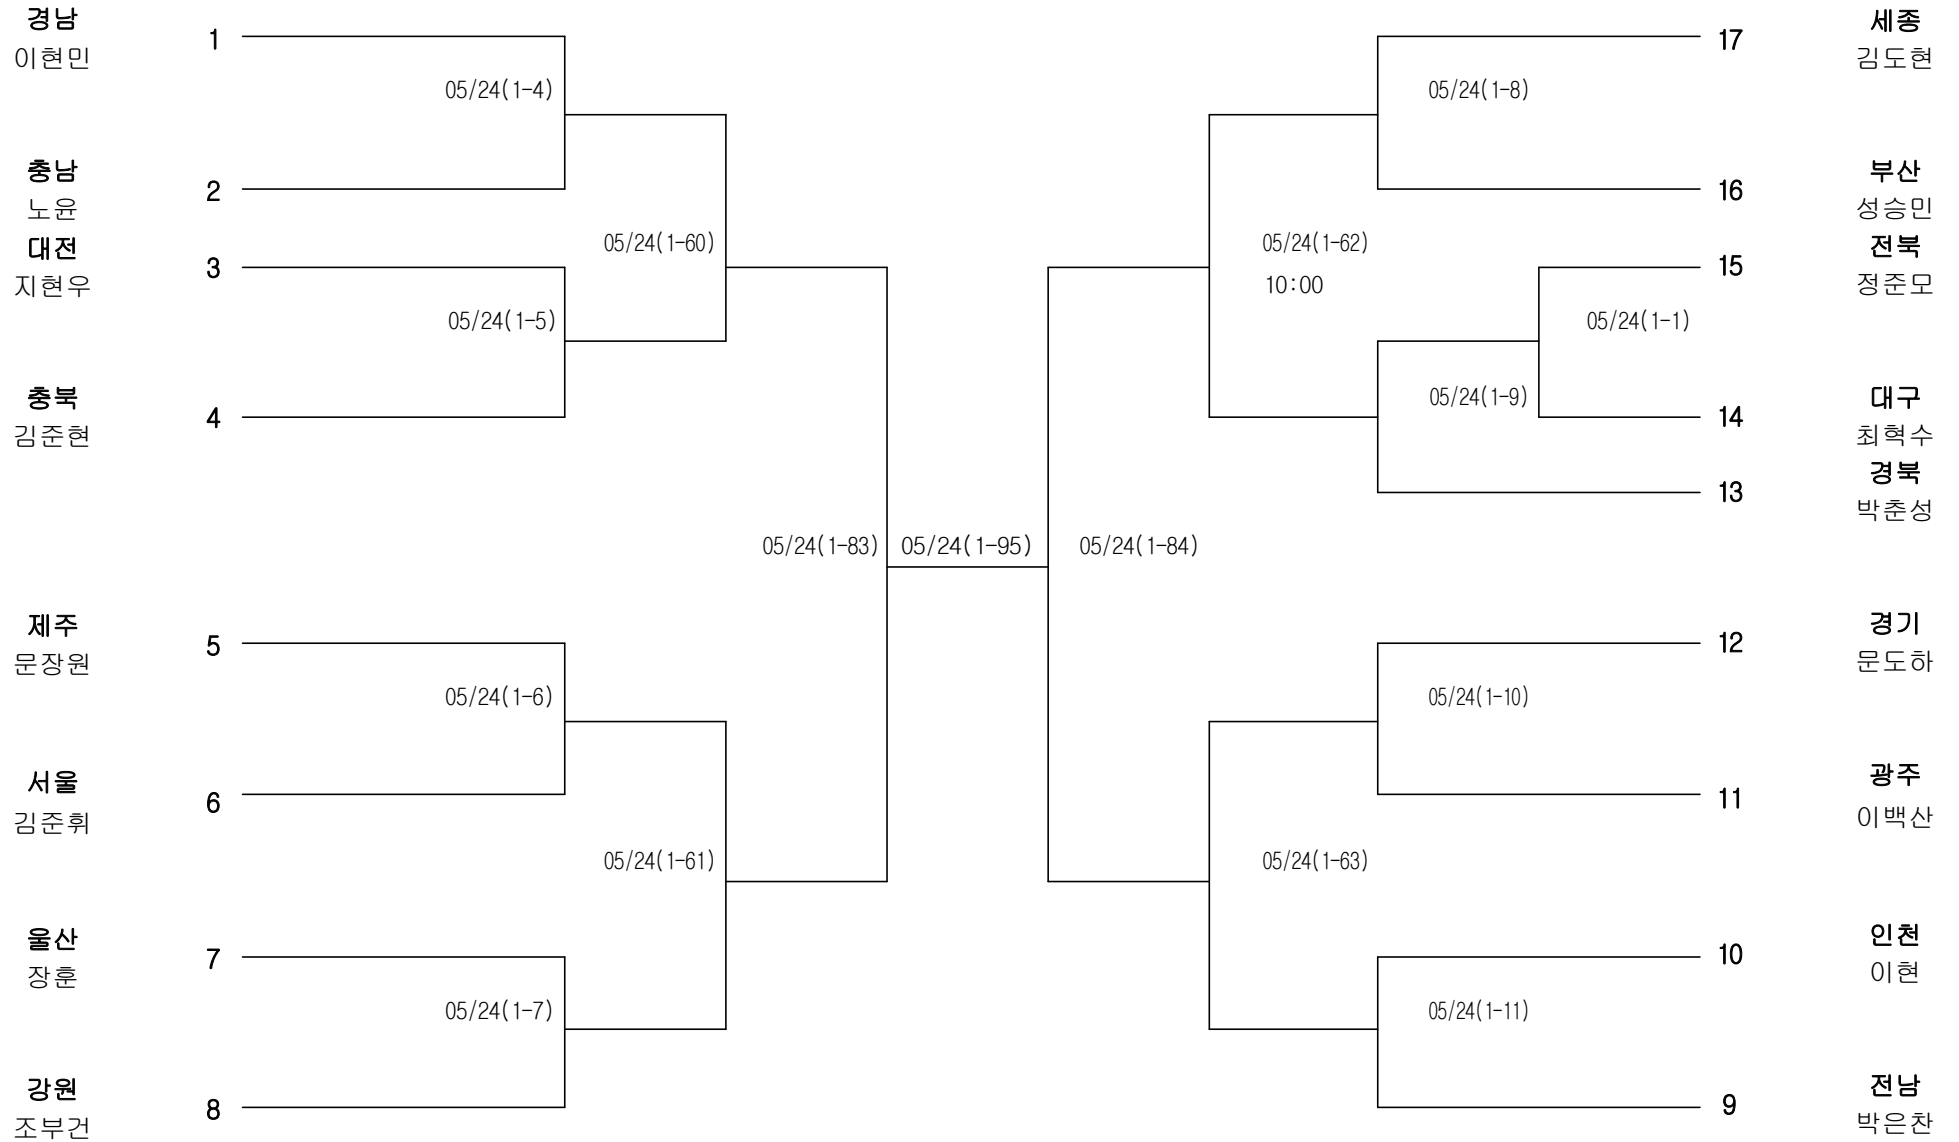 경남
이현민
1
05/24(1-4)
충남
노윤
2
대전
지현우
3
05/24(1-60)
05/24(1-5)
충북
김준현
4
05/24(1-83)
제주
문장원
5
05/24(1-6)
서울
김준휘
6
05/24(1-61)
울산
장훈
7
05/24(1-7)
강원
조부건
8
05/24(1-95)
세종
김도현
17
05/24(1-8)
부산
성승민
16
05/24(1-62)
10:00
전북
정준모
15
05/24(1-1)
05/24(1-9)
대구
최혁수
14
경북
박춘성
13
05/24(1-84)
경기
문도하
12
05/24(1-10)
광주
이백산
11
05/24(1-63)
인천
이현
10
05/24(1-11)
전남
박은찬
9